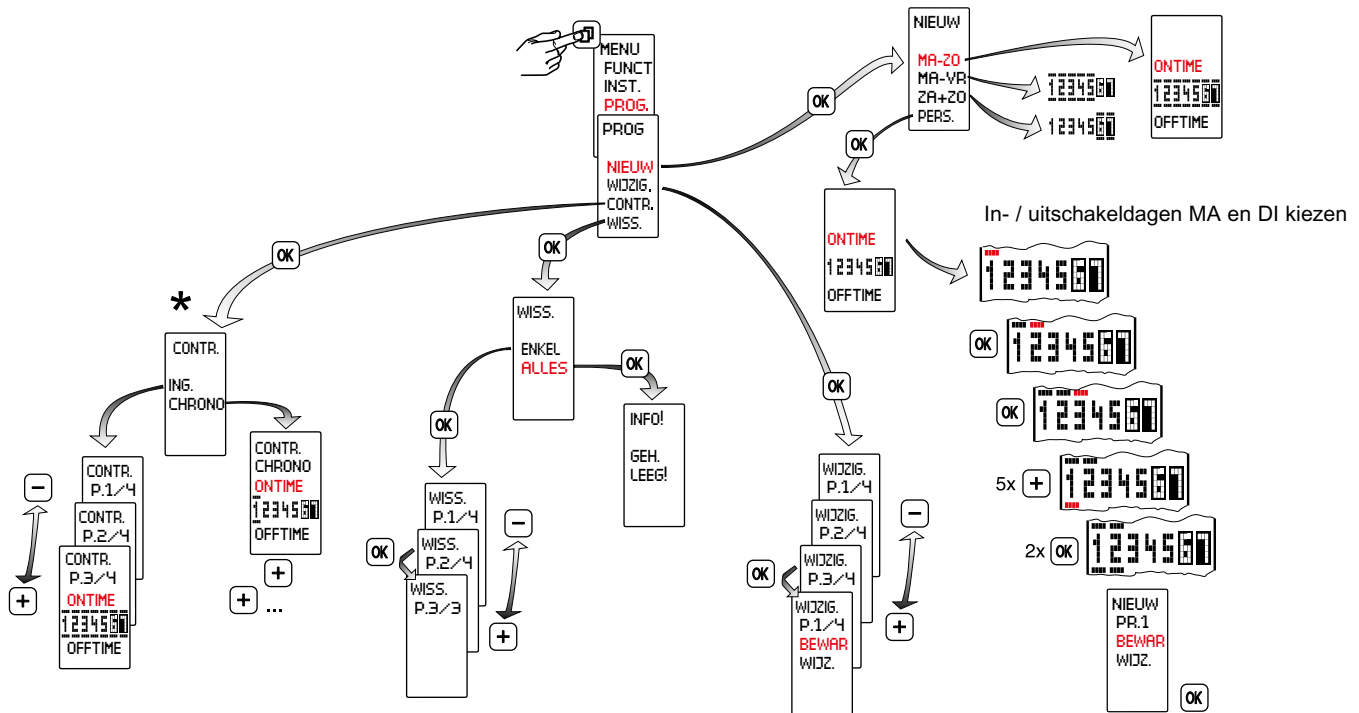 MENU
FUNCT
INST.
PROG.
PROG
NIEUW
WIJZIG.
CONTR.
WISS.
OK
NIEUW
MA-ZO
MA-VR
ZA+ZO
PERS.
ONTIME
1234567
OFFTIME
1234567
1234567
OK
ONTIME
1234567
OFFTIME
In- / uitschakeldagen MA en DI kiezen
1234567
OK
1234567
OK
1234567
5x +
1234567
2x OK
1234567
NIEUW
PR.1
BEWAR
WIJZ.
OK
OK
*
CONTR.
ING.
CHRONO
CONTR.
P.1/4
CONTR.
P.2/4
CONTR.
P.3/4
ONTIME
1234567
OFFTIME
-
+
CONTR.
CHRONO
ONTIME
1234567
OFFTIME
+
+ ...
OK
WISS.
ENKEL
ALLES
OK
INFO!
GEH.
LEEG!
OK
WISS.
P.1/4
WISS.
P.2/4
OK
WISS.
P.3/3
-
+
OK
WIJZIG.
P.1/4
WIJZIG.
P.2/4
WIJZIG.
P.3/4
OK
WIJZIG.
P.1/4
BEWAR
WIJZ.
-
+